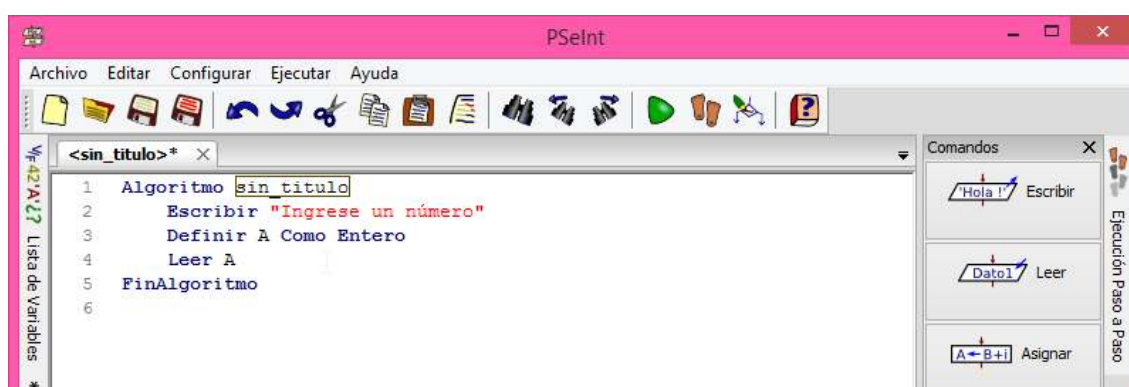 PSeInt
Archivo Editar Configurar Ejecutar Ayuda
<sin_titulo>*
1 Algoritmo sin_titulo
2 Escribir "Ingrese un número"
3 Definir A Como Entero
4 Leer A
5 FinAlgoritmo
6
Comandos
'Hola !' Escribir
Dato1 Leer
A←B+i Asignar
42'A'¿? Lista de Variables *
Ejecución Paso a Paso